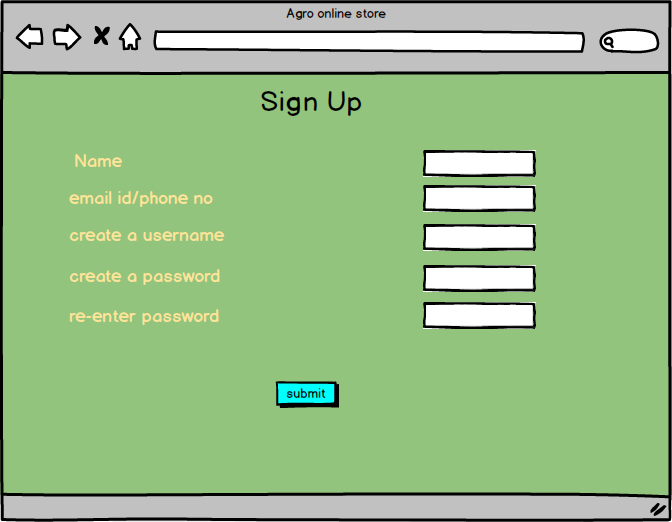 Agro online store
Sign Up
Name
email id/phone no
create a username
create a password
re-enter password
submit